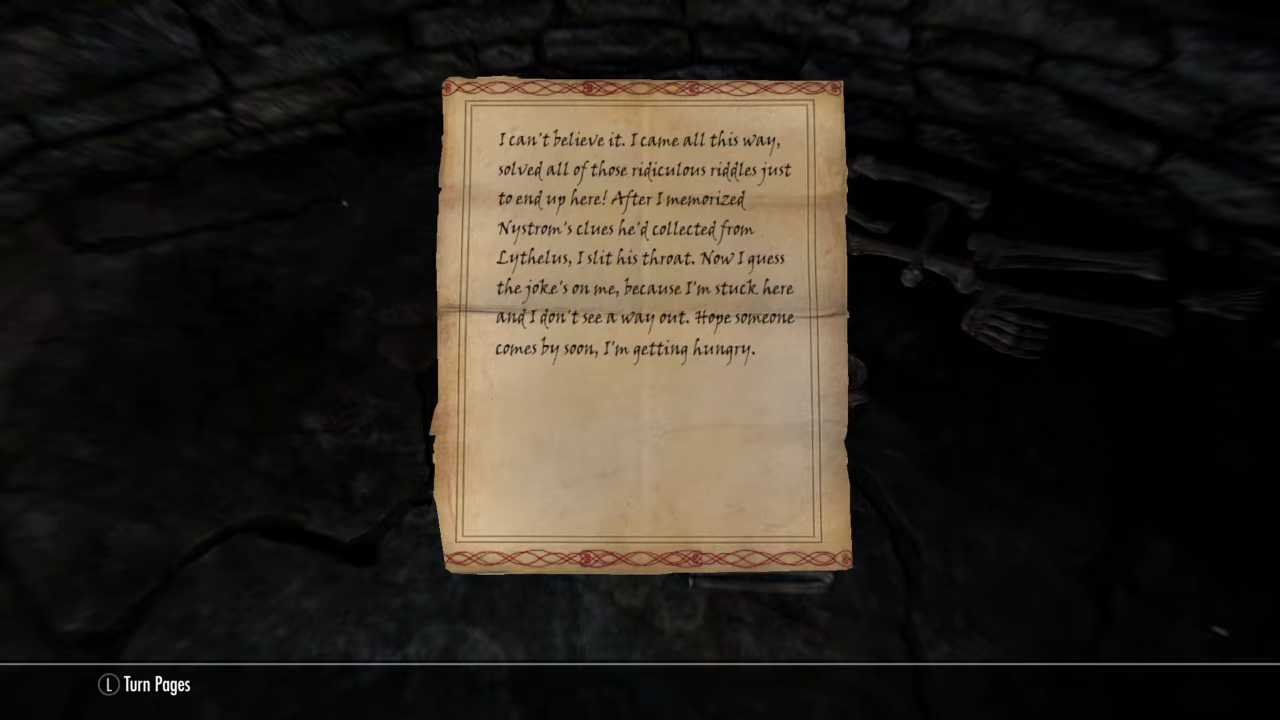 I can't believe it. I came all this way,
solved all of those ridiculous riddles just
to end up here! After I memorized
Nystrom's clues he'd collected from
Lythelus, I slit his throat. Now I guess
the joke's on me, because I'm stuck here
and I don't see a way out. Hope someone
comes by soon, I'm getting hungry.
L Turn Pages